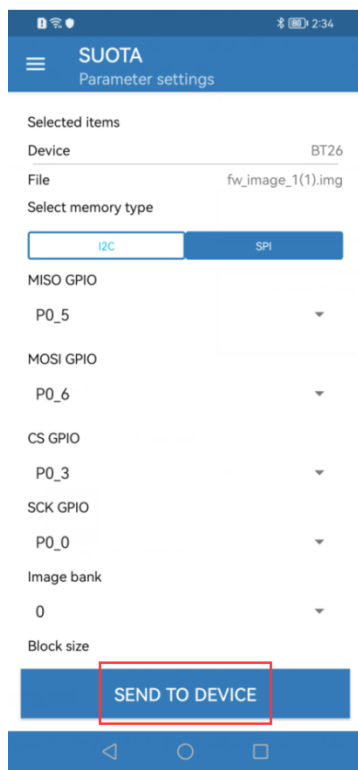 2:34
SUOTA
Parameter settings
Selected items
Device BT26
File fw_image_1(1).img
Select memory type
I2C SPI
MISO GPIO
P0_5
MOSI GPIO
P0_6
CS GPIO
P0_3
SCK GPIO
P0_0
Image bank
0
Block size
SEND TO DEVICE